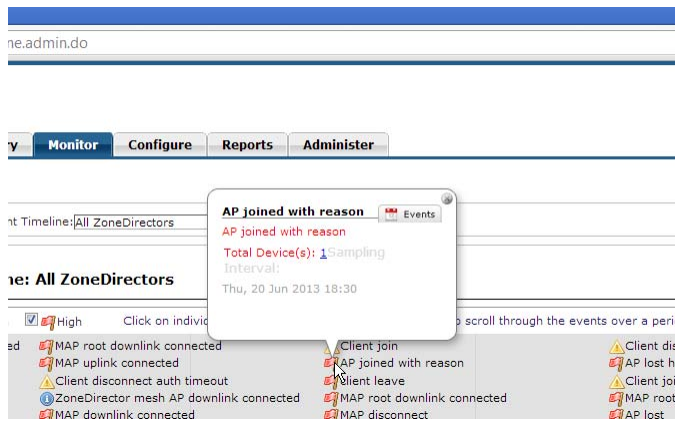 ne.admin.do
ry Monitor Configure Reports Administer
nt Timeline: All ZoneDirectors
AP joined with reason
Events
AP joined with reason
Total Device(s): 1 Sampling
Interval:
Thu, 20 Jun 2013 18:30
ne: All ZoneDirectors
High Click on individ o scroll through the events over a peri
ed MAP root downlink connected Client join Client dis
MAP uplink connected AP joined with reason AP lost h
Client disconnect auth timeout client leave Client joi
ZoneDirector mesh AP downlink connected MAP root downlink connected MAP root
MAP downlink connected MAP disconnect AP lost